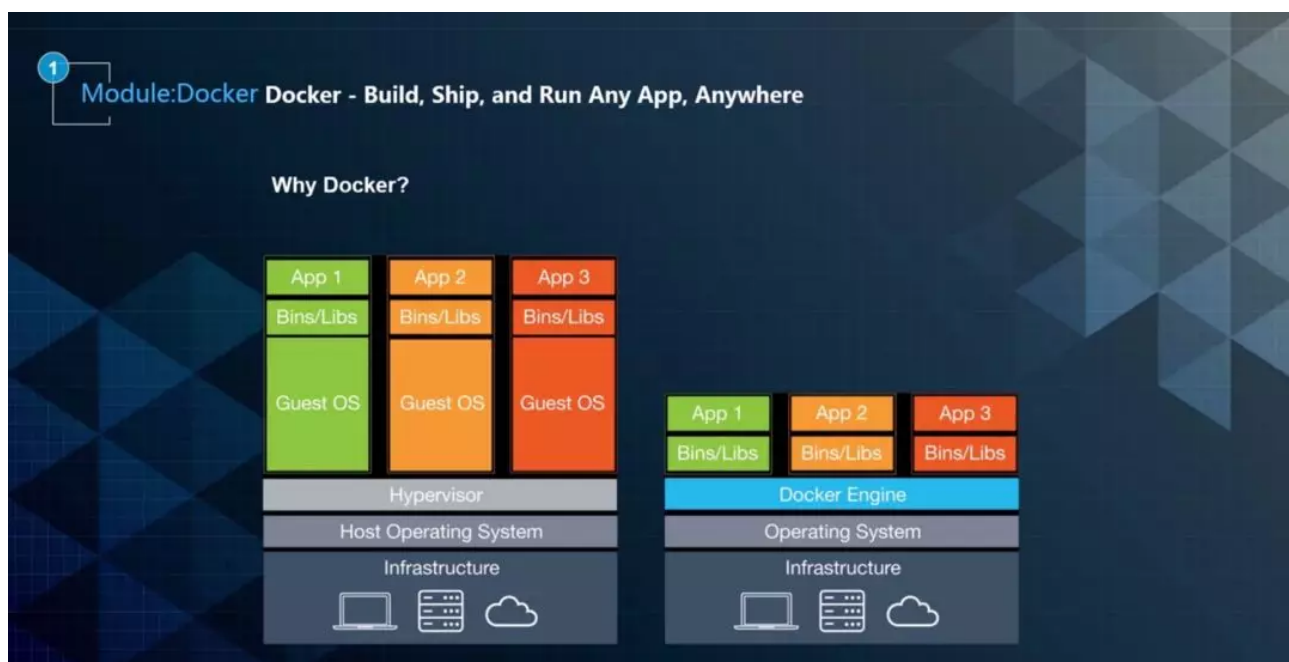 1
Module:Docker Docker - Build, Ship, and Run Any App, Anywhere
Why Docker?
App 1 App 2 App 3
Bins/Libs Bins/Libs Bins/Libs
Guest OS Guest OS Guest OS
Hypervisor
Host Operating System
Infrastructure
App 1 App 2 App 3
Bins/Libs Bins/Libs Bins/Libs
Docker Engine
Operating System
Infrastructure